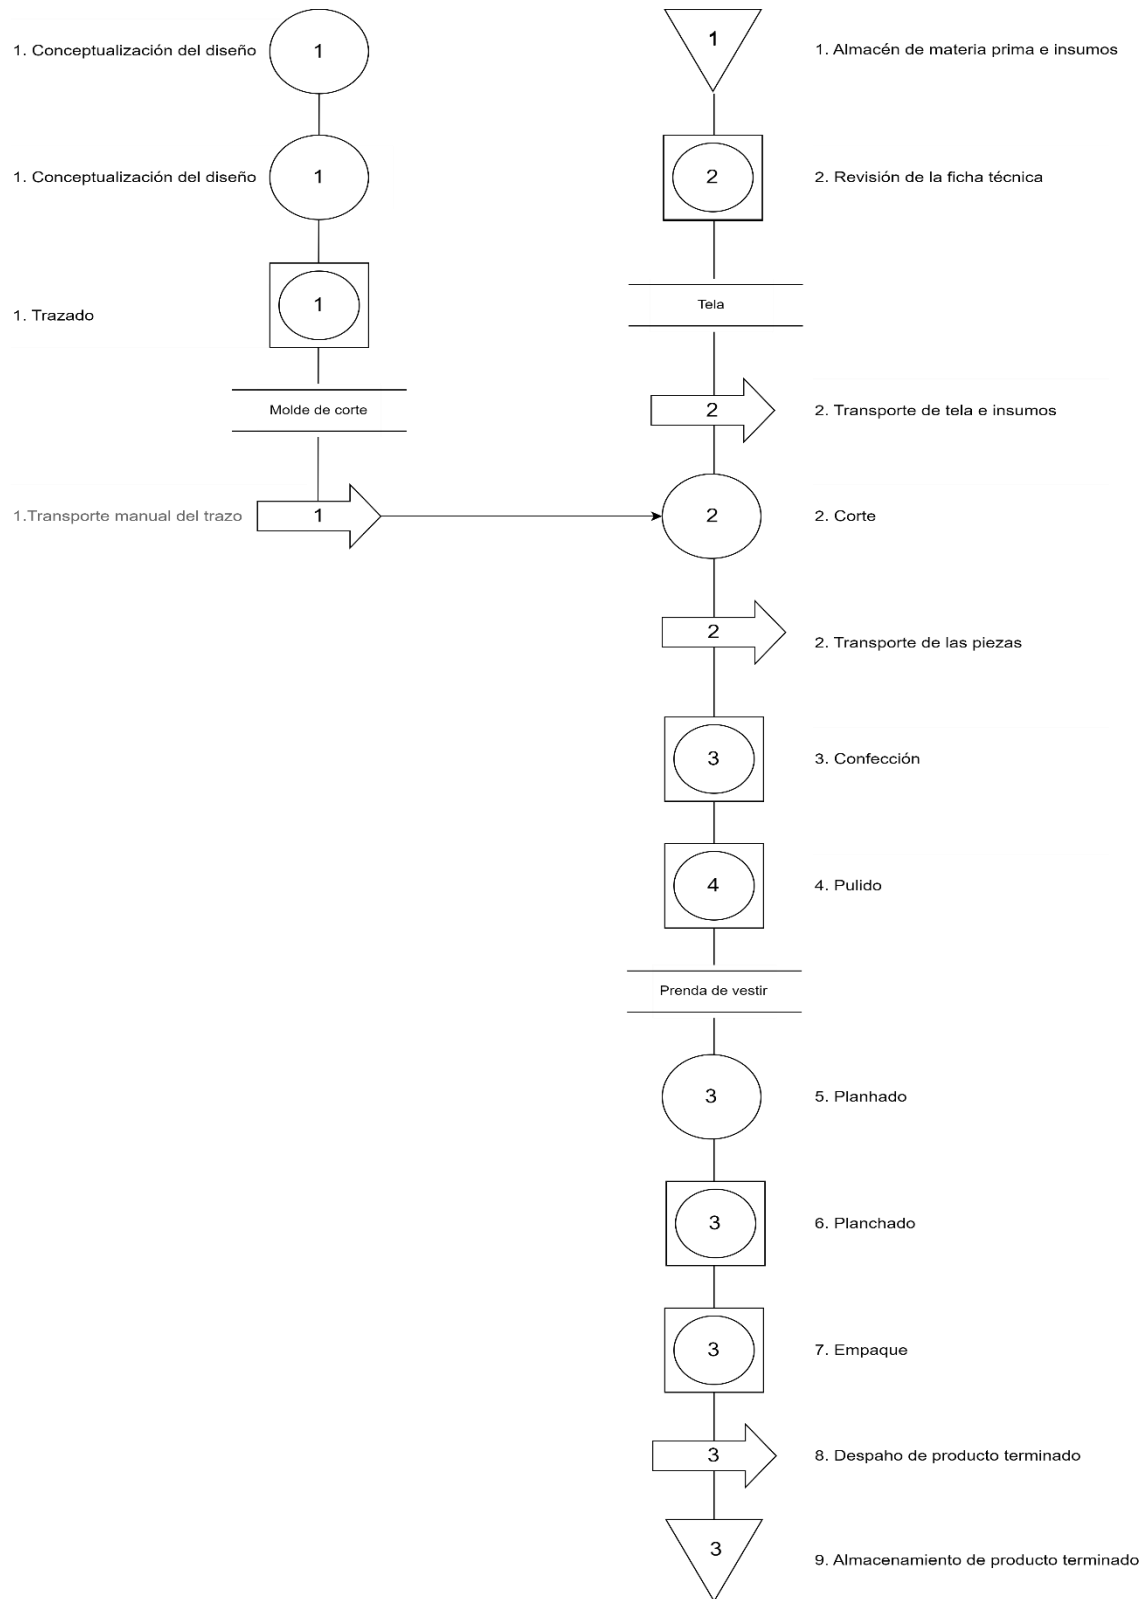 1. Conceptualización del diseño
1
1. Conceptualización del diseño
1
1. Trazado
1
Molde de corte
1.Transporte manual del trazo
1
1
1. Almacén de materia prima e insumos
2
2. Revisión de la ficha técnica
Tela
2
2. Transporte de tela e insumos
2
2. Corte
2
2. Transporte de las piezas
3
3. Confección
4
4. Pulido
Prenda de vestir
3
5. Planhado
3
6. Planchado
3
7. Empaque
3
8. Despaho de producto terminado
3
9. Almacenamiento de producto terminado